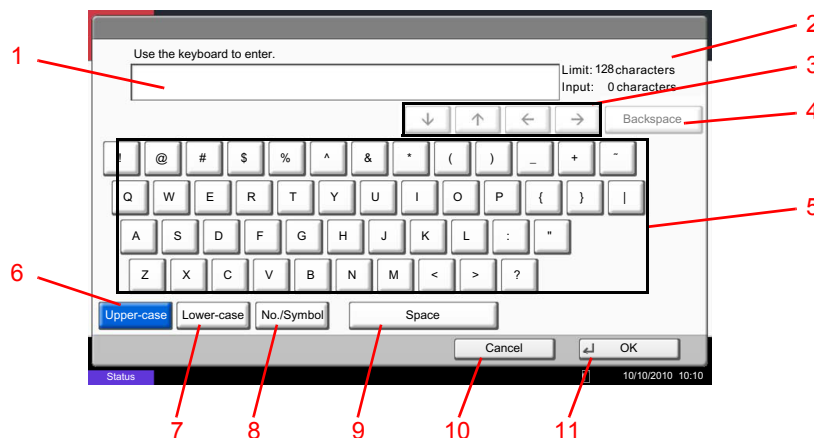 2
1
Use the keyboard to enter.
Limit: 128 characters
3
Input: 0 characters
Backspace
4
! @ # $ % ^ & * ( ) _ + ~
Q W E R T Y U I O P { } |
5
A S D F G H J K L : "
Z X C V B N M < > ?
6
Upper-case Lower-case No./Symbol Space
Cancel OK
Status 10/10/2010 10:10
7 8 9 10 11